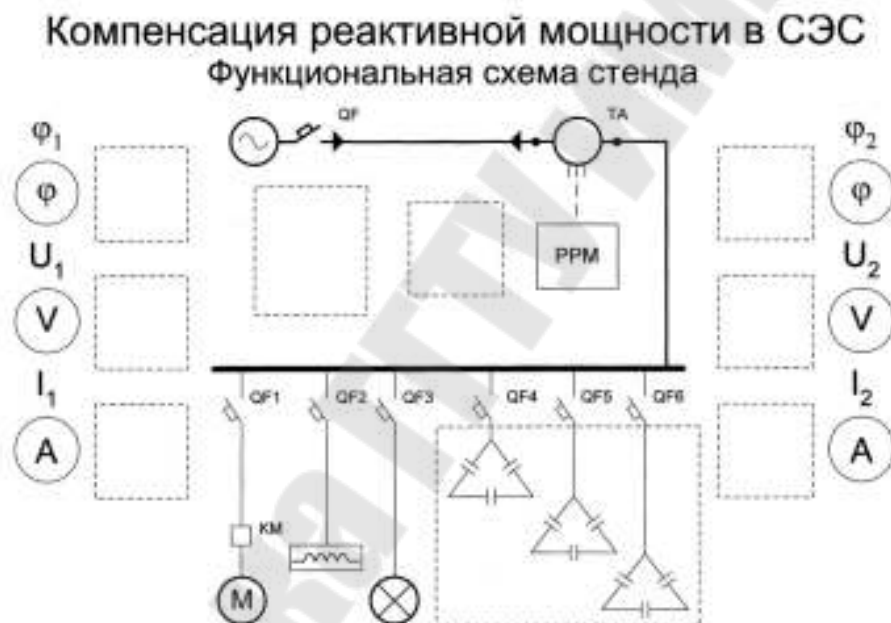 Компенсация реактивной мощности в СЭС
Функциональная схема стенда
QF
TA
φ1
φ
U1
V
I1
A
PPM
φ2
φ
U2
V
I2
A
QF1
QF2
QF3
QF4
QF5
QF6
KM
M